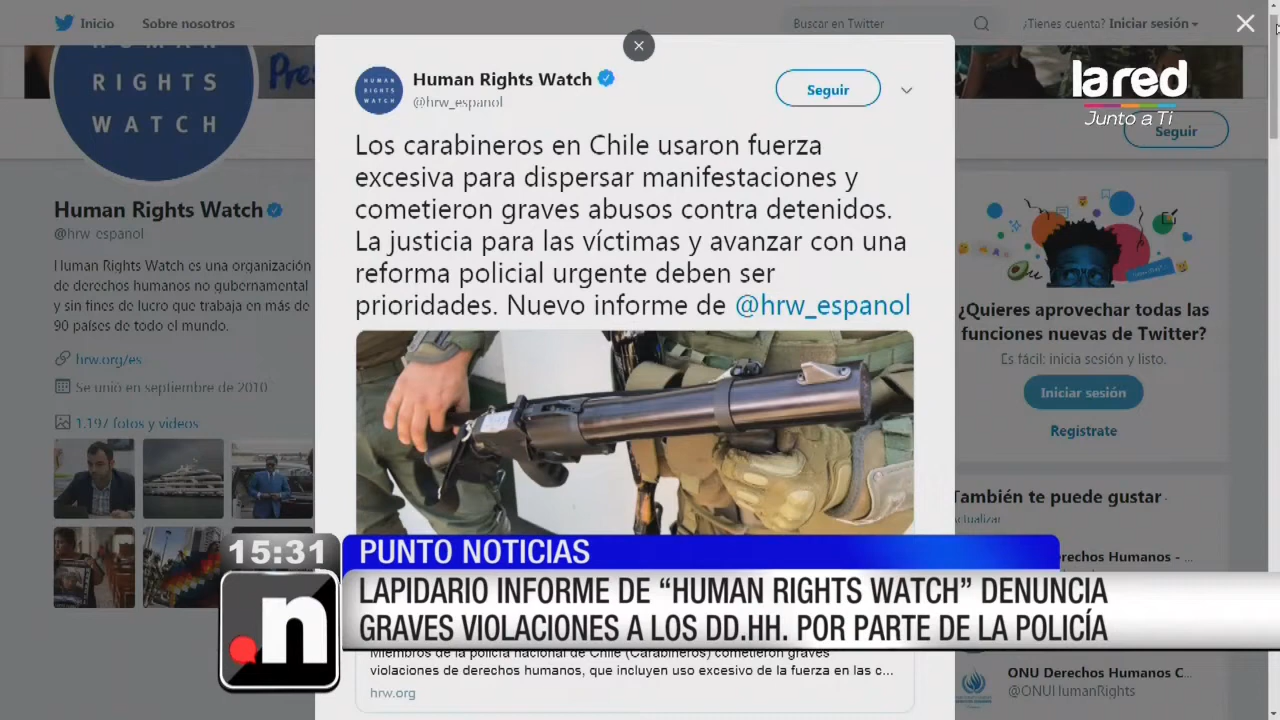 Inicio
Sobre nosotros
Buscar en Twitter
¿Tienes cuenta? Iniciar sesión
la red
Junto a Ti
HUMAN
RIGHTS
WATCH
Human Rights Watch
@hrw_espanol
Human Rights Watch es una organización
de derechos humanos no gubernamental
y sin fines de lucro que trabaja en más de
90 países de todo el mundo.
hrw.org/es
Se unió en septiembre de 2010
1.197 fotos y videos
HUMAN
RIGHTS
WATCH
Human Rights Watch
@hrw_espanol
Seguir
Los carabineros en Chile usaron fuerza
excesiva para dispersar manifestaciones y
cometieron graves abusos contra detenidos.
La justicia para las víctimas y avanzar con una
reforma policial urgente deben ser
prioridades. Nuevo informe de @hrw_espanol
Miembros de la policía nacional de Chile (Carabineros) cometieron graves
violaciones de derechos humanos, que incluyen uso excesivo de la fuerza en las c...
hrw.org
Seguir
¿Quieres aprovechar todas las
funciones nuevas de Twitter?
Es fácil: inicia sesión y listo.
Iniciar sesión
Regístrate
También te puede gustar ·
Actualizar
erechos Humanos -
ONU Derechos Humanos C...
@ONUHumanRights
15:31
.n
PUNTO NOTICIAS
LAPIDARIO INFORME DE “HUMAN RIGHTS WATCH” DENUNCIA
GRAVES VIOLACIONES A LOS DD.HH. POR PARTE DE LA POLICÍA